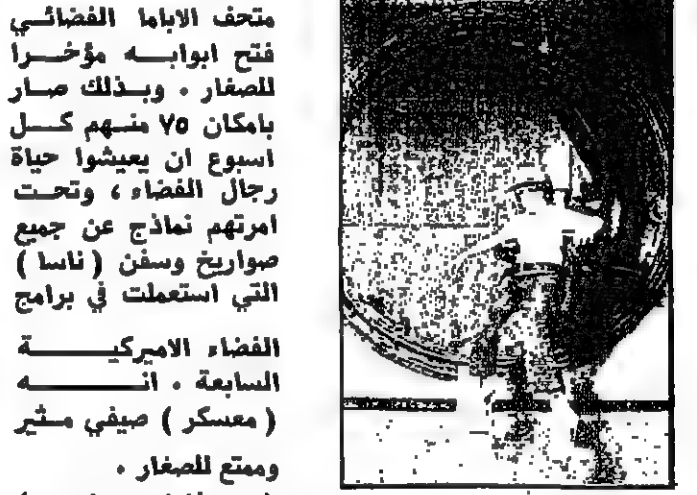 متحف الاباما الفضائي
فتح ابوابه مؤخرا
للصغار . وبذلك صار
بامكان ٧٥ منهم كل
اسبوع ان يعيشوا حياة
رجال الفضاء ، وتحت
امرتهم نماذج عن جميع
صواريخ وسفن ( ناسا )
التي استعملت في برامج
الفضاء الاميركية
السابعة . انه
( معسكر ) صيفي مثير
وممتع للصغار .